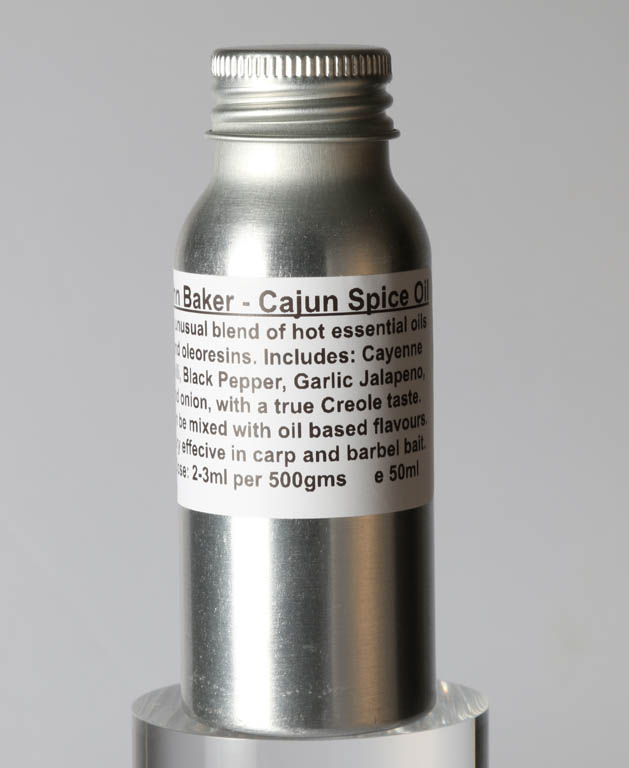 Baker - Cajun Spice Oil
unusual blend of hot essential oils
oleoresins. Includes: Cayenne
Black Pepper, Garlic Jalapeno,
onion, with a true Creole taste.
be mixed with oil based flavours.
effecive in carp and barbel bait.
2-3ml per 500gms e 50ml